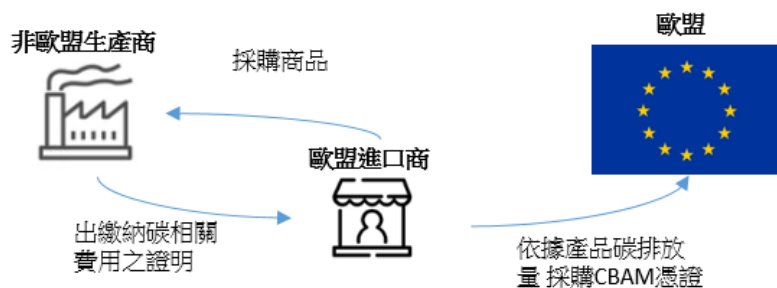 非歐盟生產商
採購商品
歐盟
歐盟進口商
出繳納碳相關
費用之證明
依據產品碳排放
量 採購CBAM憑證